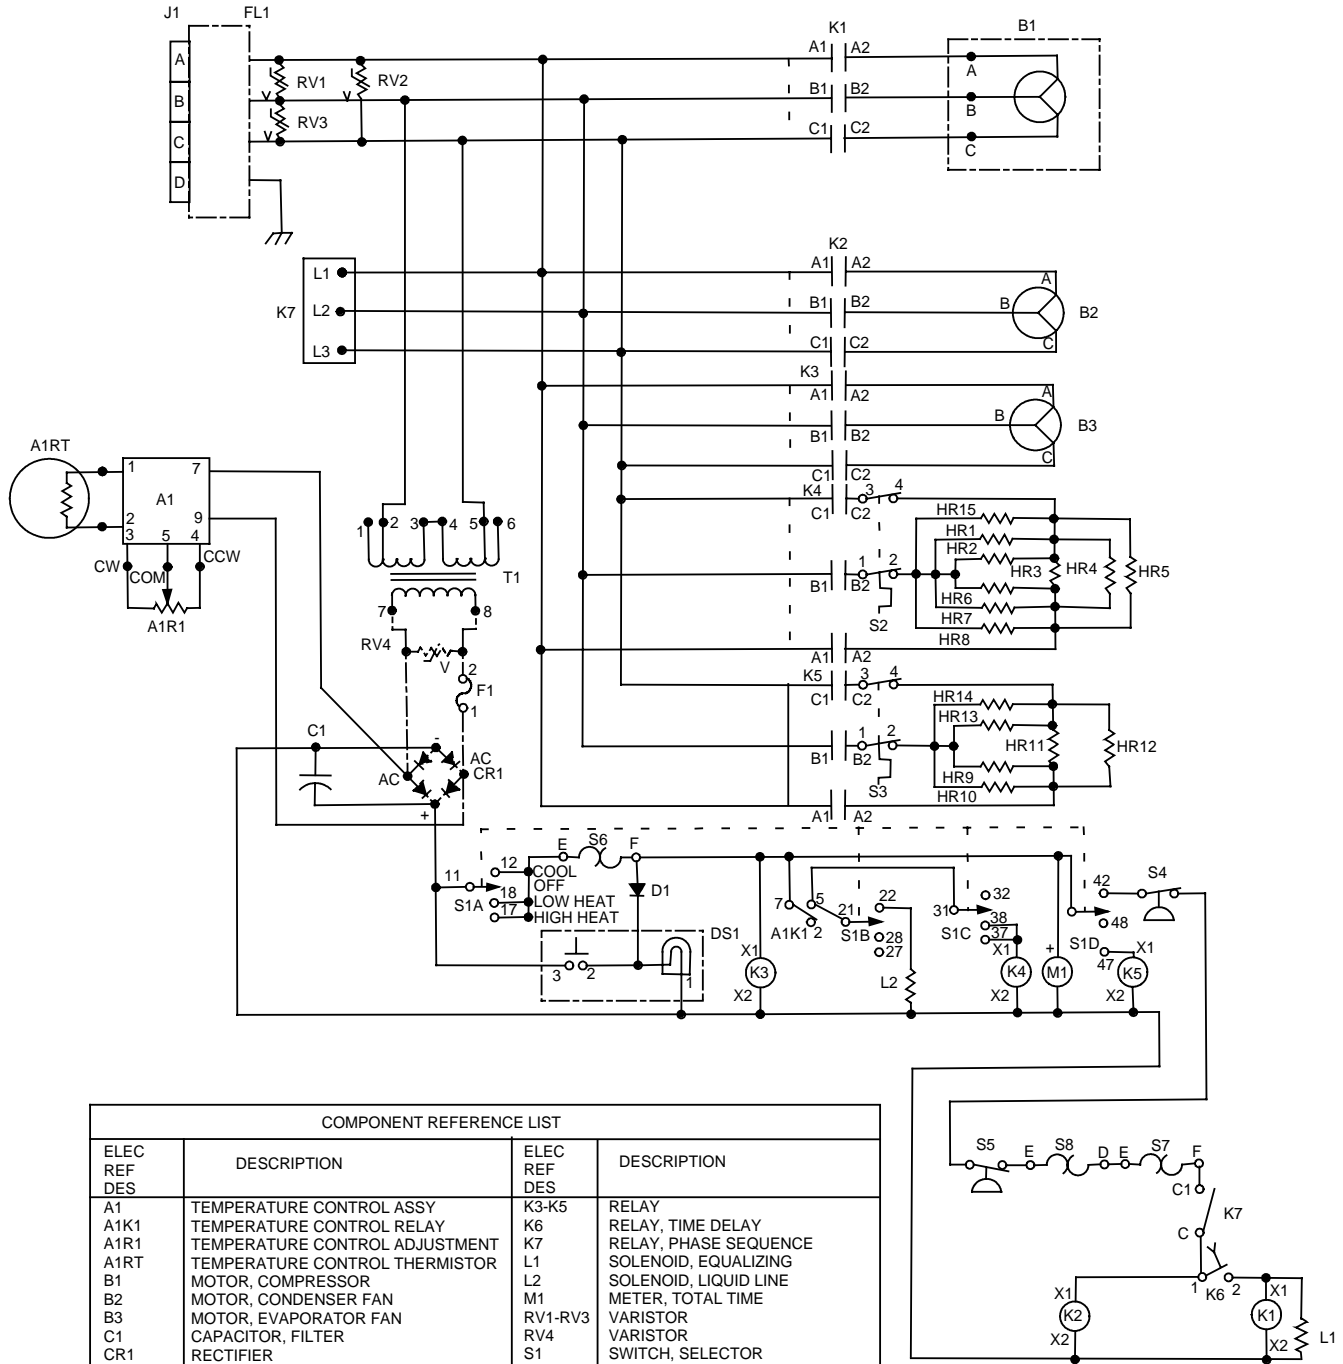 J1 FL1
K1
B1
A
B
C
D
RV1
RV2
V
V
RV3
V
A1 A2
B1 B2
C1 C2
A
B
C
K7
L1
L2
L3
K2
A1 A2
B1 B2
C1 C2
A
B
C
B2
K3
A1 A2
B1 B2
C1 C2
A
B
C
B3
A1RT
1 7
A1
2 9
3 5 4
CW COM CCW
A1R1
1 2 3 4 5 6
T1
7 8
RV4
V
2
F1
1
K4
C1 C2
3 4
B1 B2
1 2
S2
A1 A2
HR15
HR1
HR2
HR3 HR4 HR5
HR6
HR7
HR8
K5
C1 C2
3 4
B1 B2
1 2
S3
A1 A2
HR14
HR13
HR11 HR12
HR9
HR10
C1
-
AC AC
CR1
+
11
S1A
12 COOL
OFF
18 LOW HEAT
17 HIGH HEAT
E S6 F
D1
DS1
3 2 1
X1
K3
X2
7 5
A1K1 2
21
S1B
22
28
27
L2
31
S1C
32
38
37
X1
K4
X2
+
M1
S1D
42
48
47
X1
K5
X2
S4
S5 E S8 D E S7 F
C1
K7
C
1 K6 2
X1
K2
X2
X1
K1
X2
L1
COMPONENT REFERENCE LIST
ELEC REF DES DESCRIPTION ELEC REF DES DESCRIPTION
A1 TEMPERATURE CONTROL ASSY K3-K5 RELAY
A1K1 TEMPERATURE CONTROL RELAY K6 RELAY, TIME DELAY
A1R1 TEMPERATURE CONTROL ADJUSTMENT K7 RELAY, PHASE SEQUENCE
A1RT TEMPERATURE CONTROL THERMISTOR L1 SOLENOID, EQUALIZING
B1 MOTOR, COMPRESSOR L2 SOLENOID, LIQUID LINE
B2 MOTOR, CONDENSER FAN M1 METER, TOTAL TIME
B3 MOTOR, EVAPORATOR FAN RV1-RV3 VARISTOR
C1 CAPACITOR, FILTER RV4 VARISTOR
CR1 RECTIFIER S1 SWITCH, SELECTOR